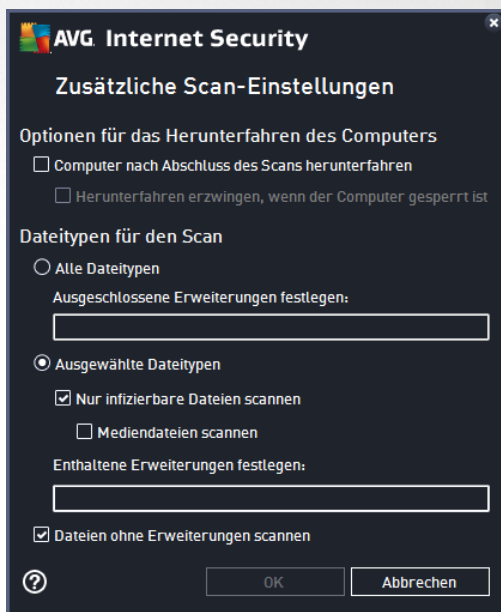 AVG. Internet Security
Zusätzliche Scan-Einstellungen
Optionen für das Herunterfahren des Computers
Computer nach Abschluss des Scans herunterfahren
Herunterfahren erzwingen, wenn der Computer gesperrt ist
Dateitypen für den Scan
Alle Dateitypen
Ausgeschlossene Erweiterungen festlegen:
Ausgewählte Dateitypen
Nur infizierbare Dateien scannen
Mediendateien scannen
Enthaltene Erweiterungen festlegen:
Dateien ohne Erweiterungen scannen
? OK Abbrechen